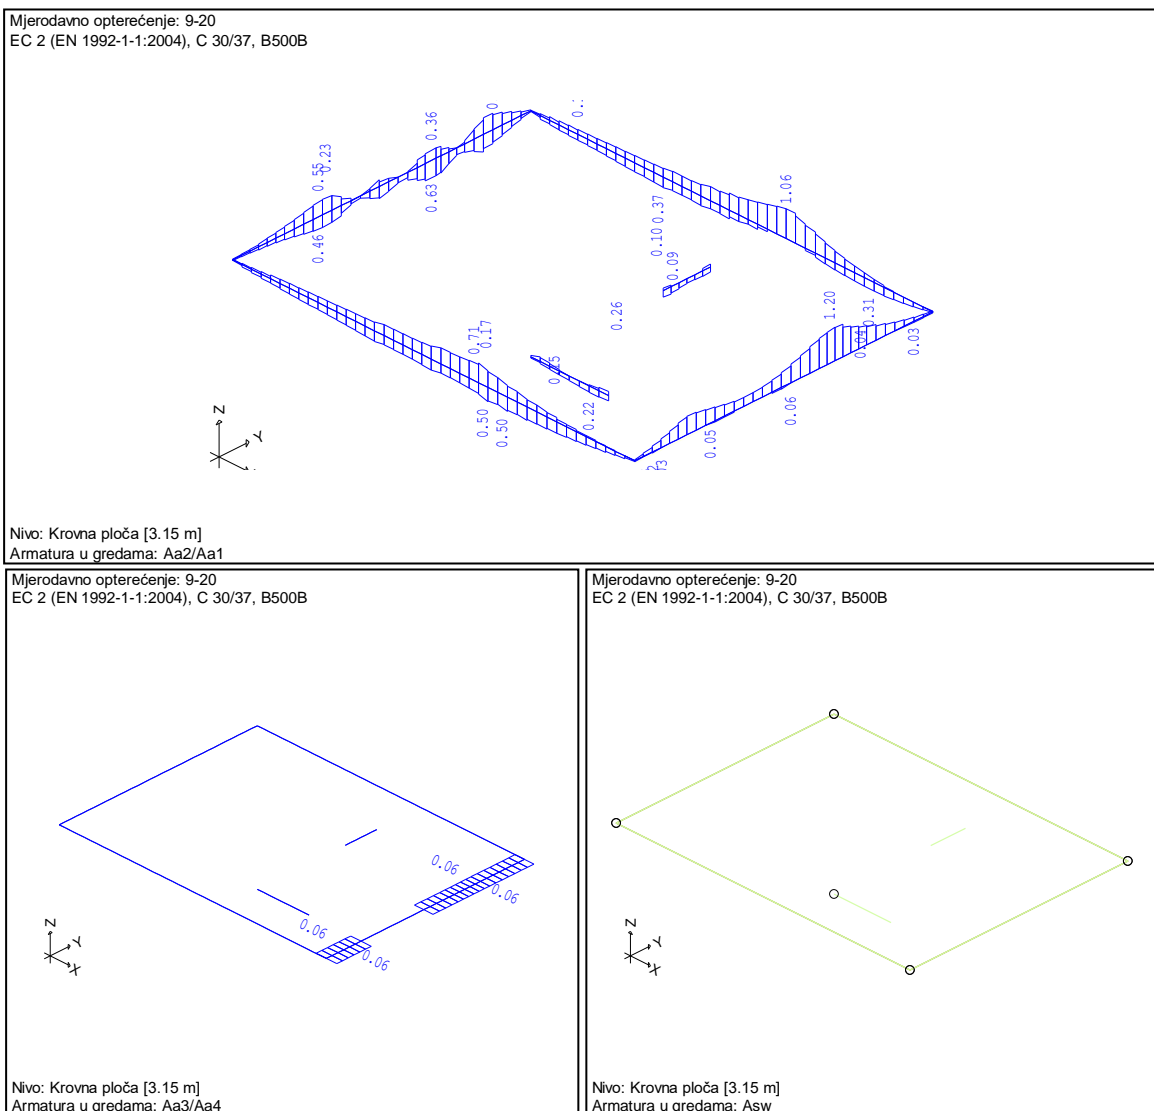 Mjerodavno opterećenje: 9-20
EC 2 (EN 1992-1-1:2004), C 30/37, B500B
0.36
0.23
0.55
0.63
0.46
1.06
0.37
0.10
0.09
0.26
1.20
0.31
0.04
0.03
0.71
0.17
0.50
0.50
0.22
0.06
0.05
Z
Y
Nivo: Krovna ploča [3.15 m]
Armatura u gredama: Aa2/Aa1
Mjerodavno opterećenje: 9-20
EC 2 (EN 1992-1-1:2004), C 30/37, B500B
0.06
0.06
0.06
0.06
Z
Y
X
Nivo: Krovna ploča [3.15 m]
Armatura u gredama: Aa3/Aa4
Mjerodavno opterećenje: 9-20
EC 2 (EN 1992-1-1:2004), C 30/37, B500B
Z
Y
X
Nivo: Krovna ploča [3.15 m]
Armatura u gredama: Asw